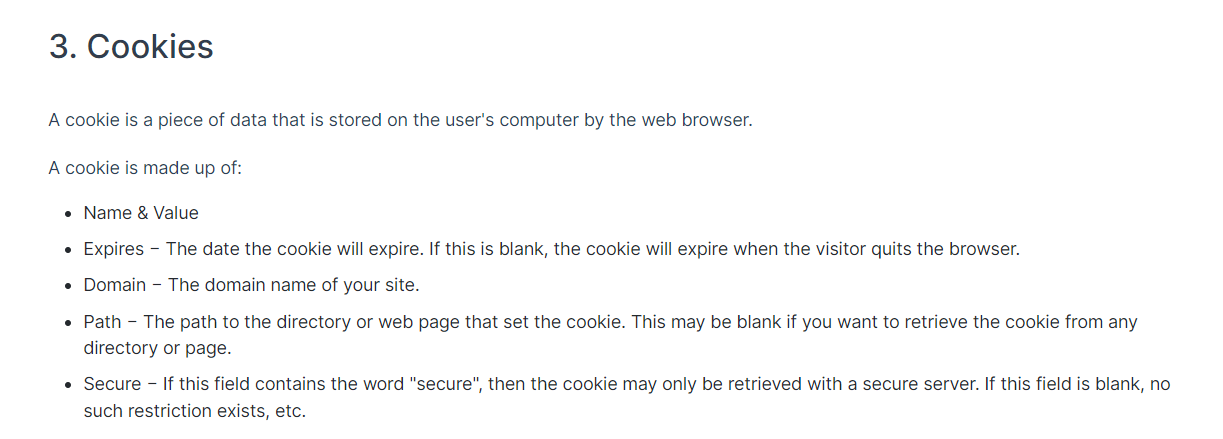 3. Cookies
A cookie is a piece of data that is stored on the user's computer by the web browser.
A cookie is made up of:
• Name & Value
• Expires − The date the cookie will expire. If this is blank, the cookie will expire when the visitor quits the browser.
• Domain − The domain name of your site.
• Path − The path to the directory or web page that set the cookie. This may be blank if you want to retrieve the cookie from any
directory or page.
• Secure − If this field contains the word "secure", then the cookie may only be retrieved with a secure server. If this field is blank, no
such restriction exists, etc.